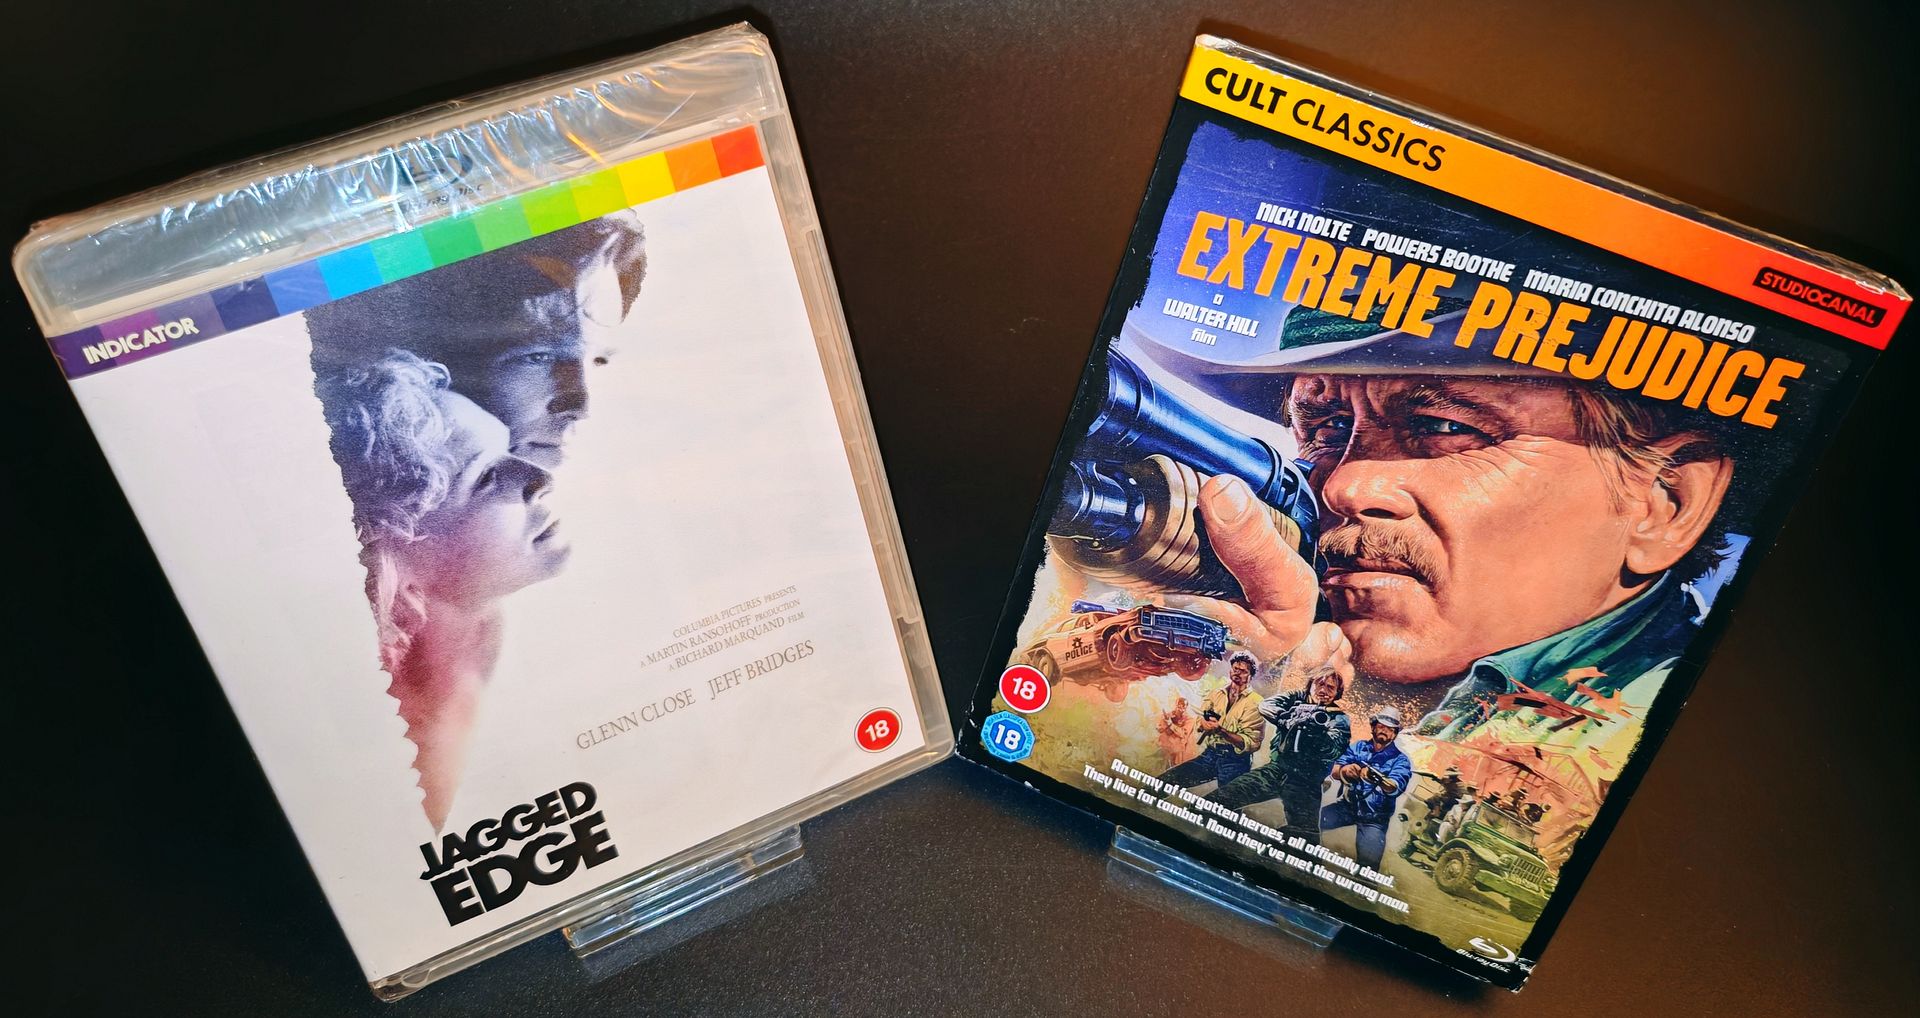 Blu-ray Disc
INDICATOR
COLUMBIA PICTURES PRESENTS
A MARTIN RANSOHOFF PRODUCTION
A RICHARD MARQUAND FILM
GLENN CLOSE JEFF BRIDGES
18
JAGGED
EDGE
CULT CLASSICS
STUDIOCANAL
NICK NOLTE POWERS BOOTHE MARIA CONCHITA ALONSO
EXTREME PREJUDICE
a
WALTER HILL
film
POLICE
18
18
An army of forgotten heroes, all officially dead.
They live for combat. Now they've met the wrong man.
Blu-ray Disc